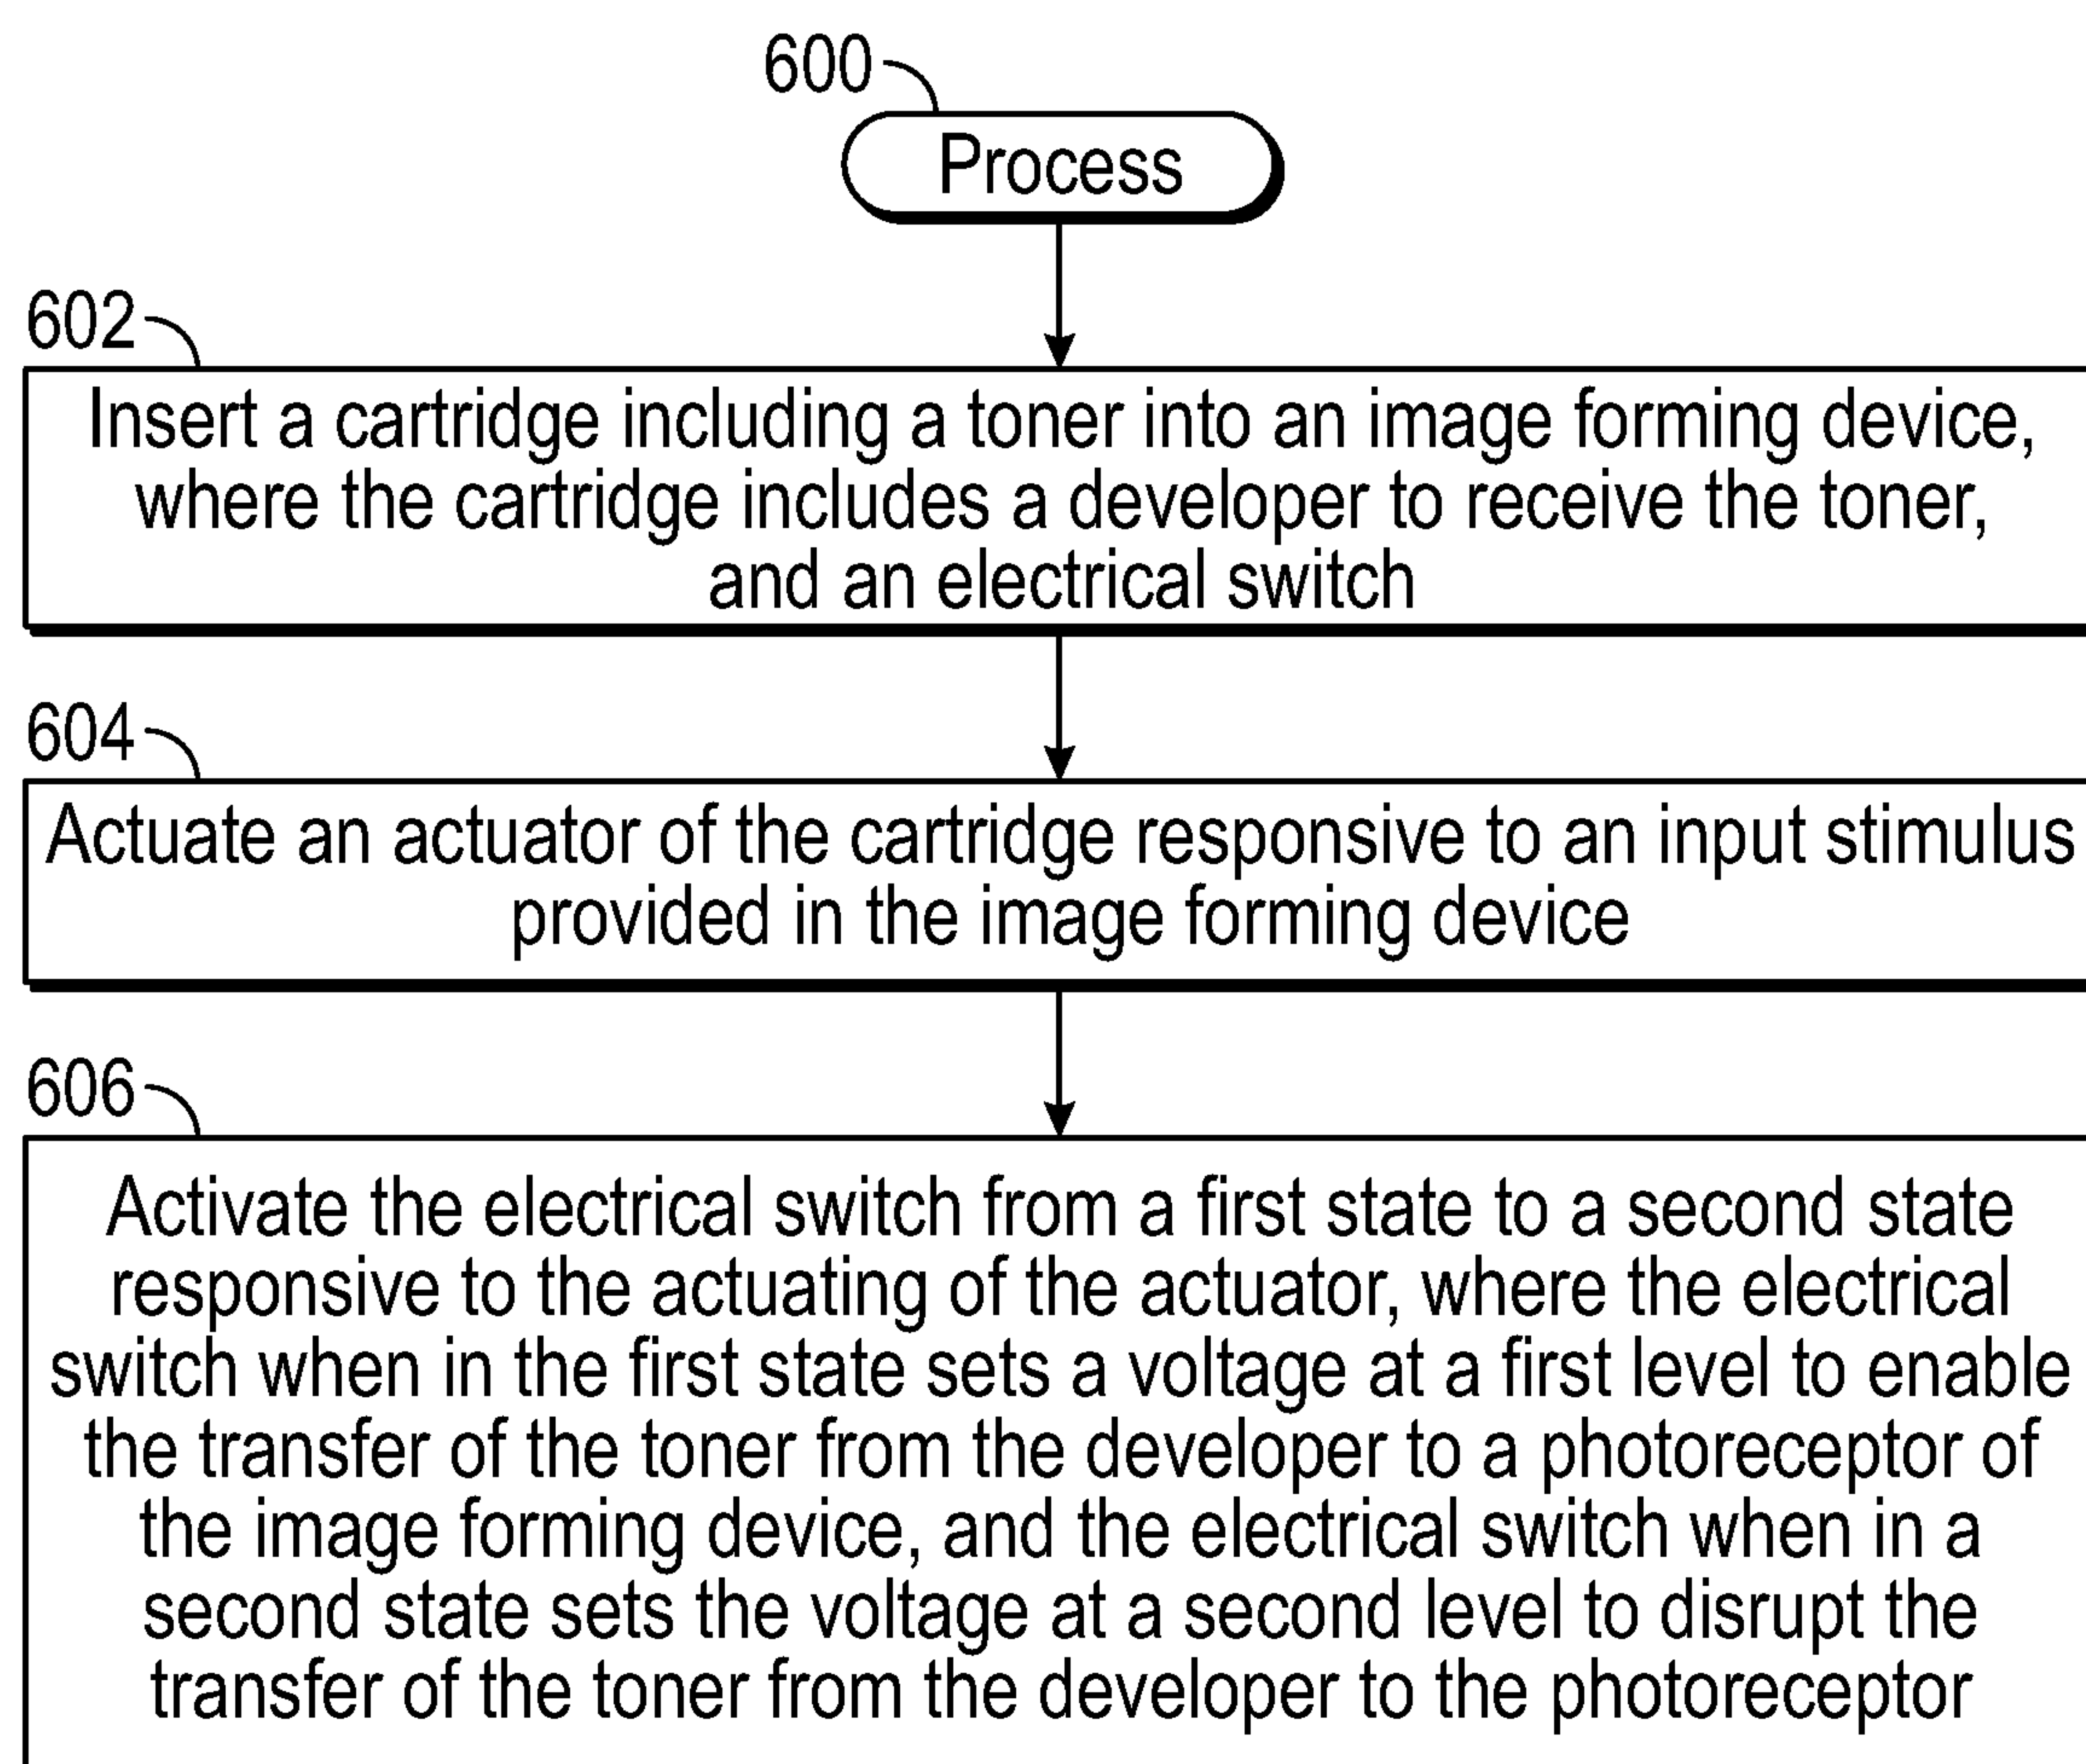 600
Process
602
Insert a cartridge including a toner into an image forming device,
where the cartridge includes a developer to receive the toner,
and an electrical switch
604
Actuate an actuator of the cartridge responsive to an input stimulus
provided in the image forming device
606
Activate the electrical switch from a first state to a second state
responsive to the actuating of the actuator, where the electrical
switch when in the first state sets a voltage at a first level to enable
the transfer of the toner from the developer to a photoreceptor of
the image forming device, and the electrical switch when in a
second state sets the voltage at a second level to disrupt the
transfer of the toner from the developer to the photoreceptor